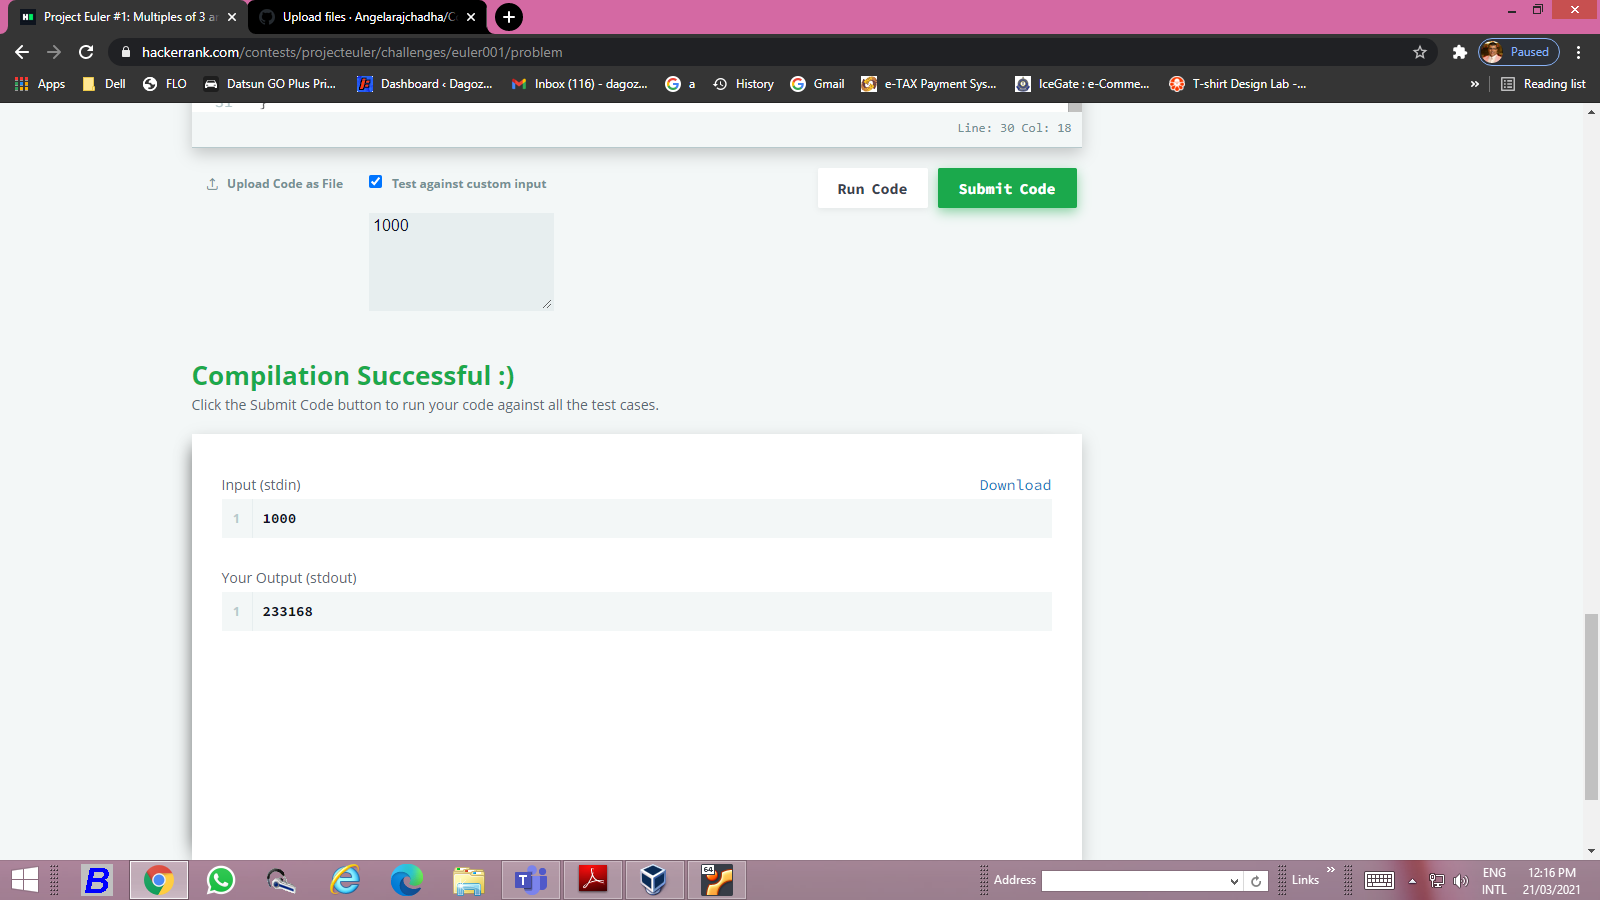 Project Euler #1: Multiples of 3 ar
Upload files · Angelarajchadha/C
Paused
hackerrank.com/contests/projecteuler/challenges/euler001/problem
Apps Dell FLO Datsun GO Plus Pri... Dashboard ‹ Dagoz... Inbox (116) - dagoz... a History Gmail e-TAX Payment Sys... IceGate : e-Comme... T-shirt Design Lab -... » Reading list
31 }
Line: 30 Col: 18
Upload Code as File Test against custom input Run Code Submit Code
1000
Compilation Successful :)
Click the Submit Code button to run your code against all the test cases.
Input (stdin) Download
1 1000
Your Output (stdout)
1 233168
B 64 Address Links » ENG 12:16 PM
INTL 21/03/2021